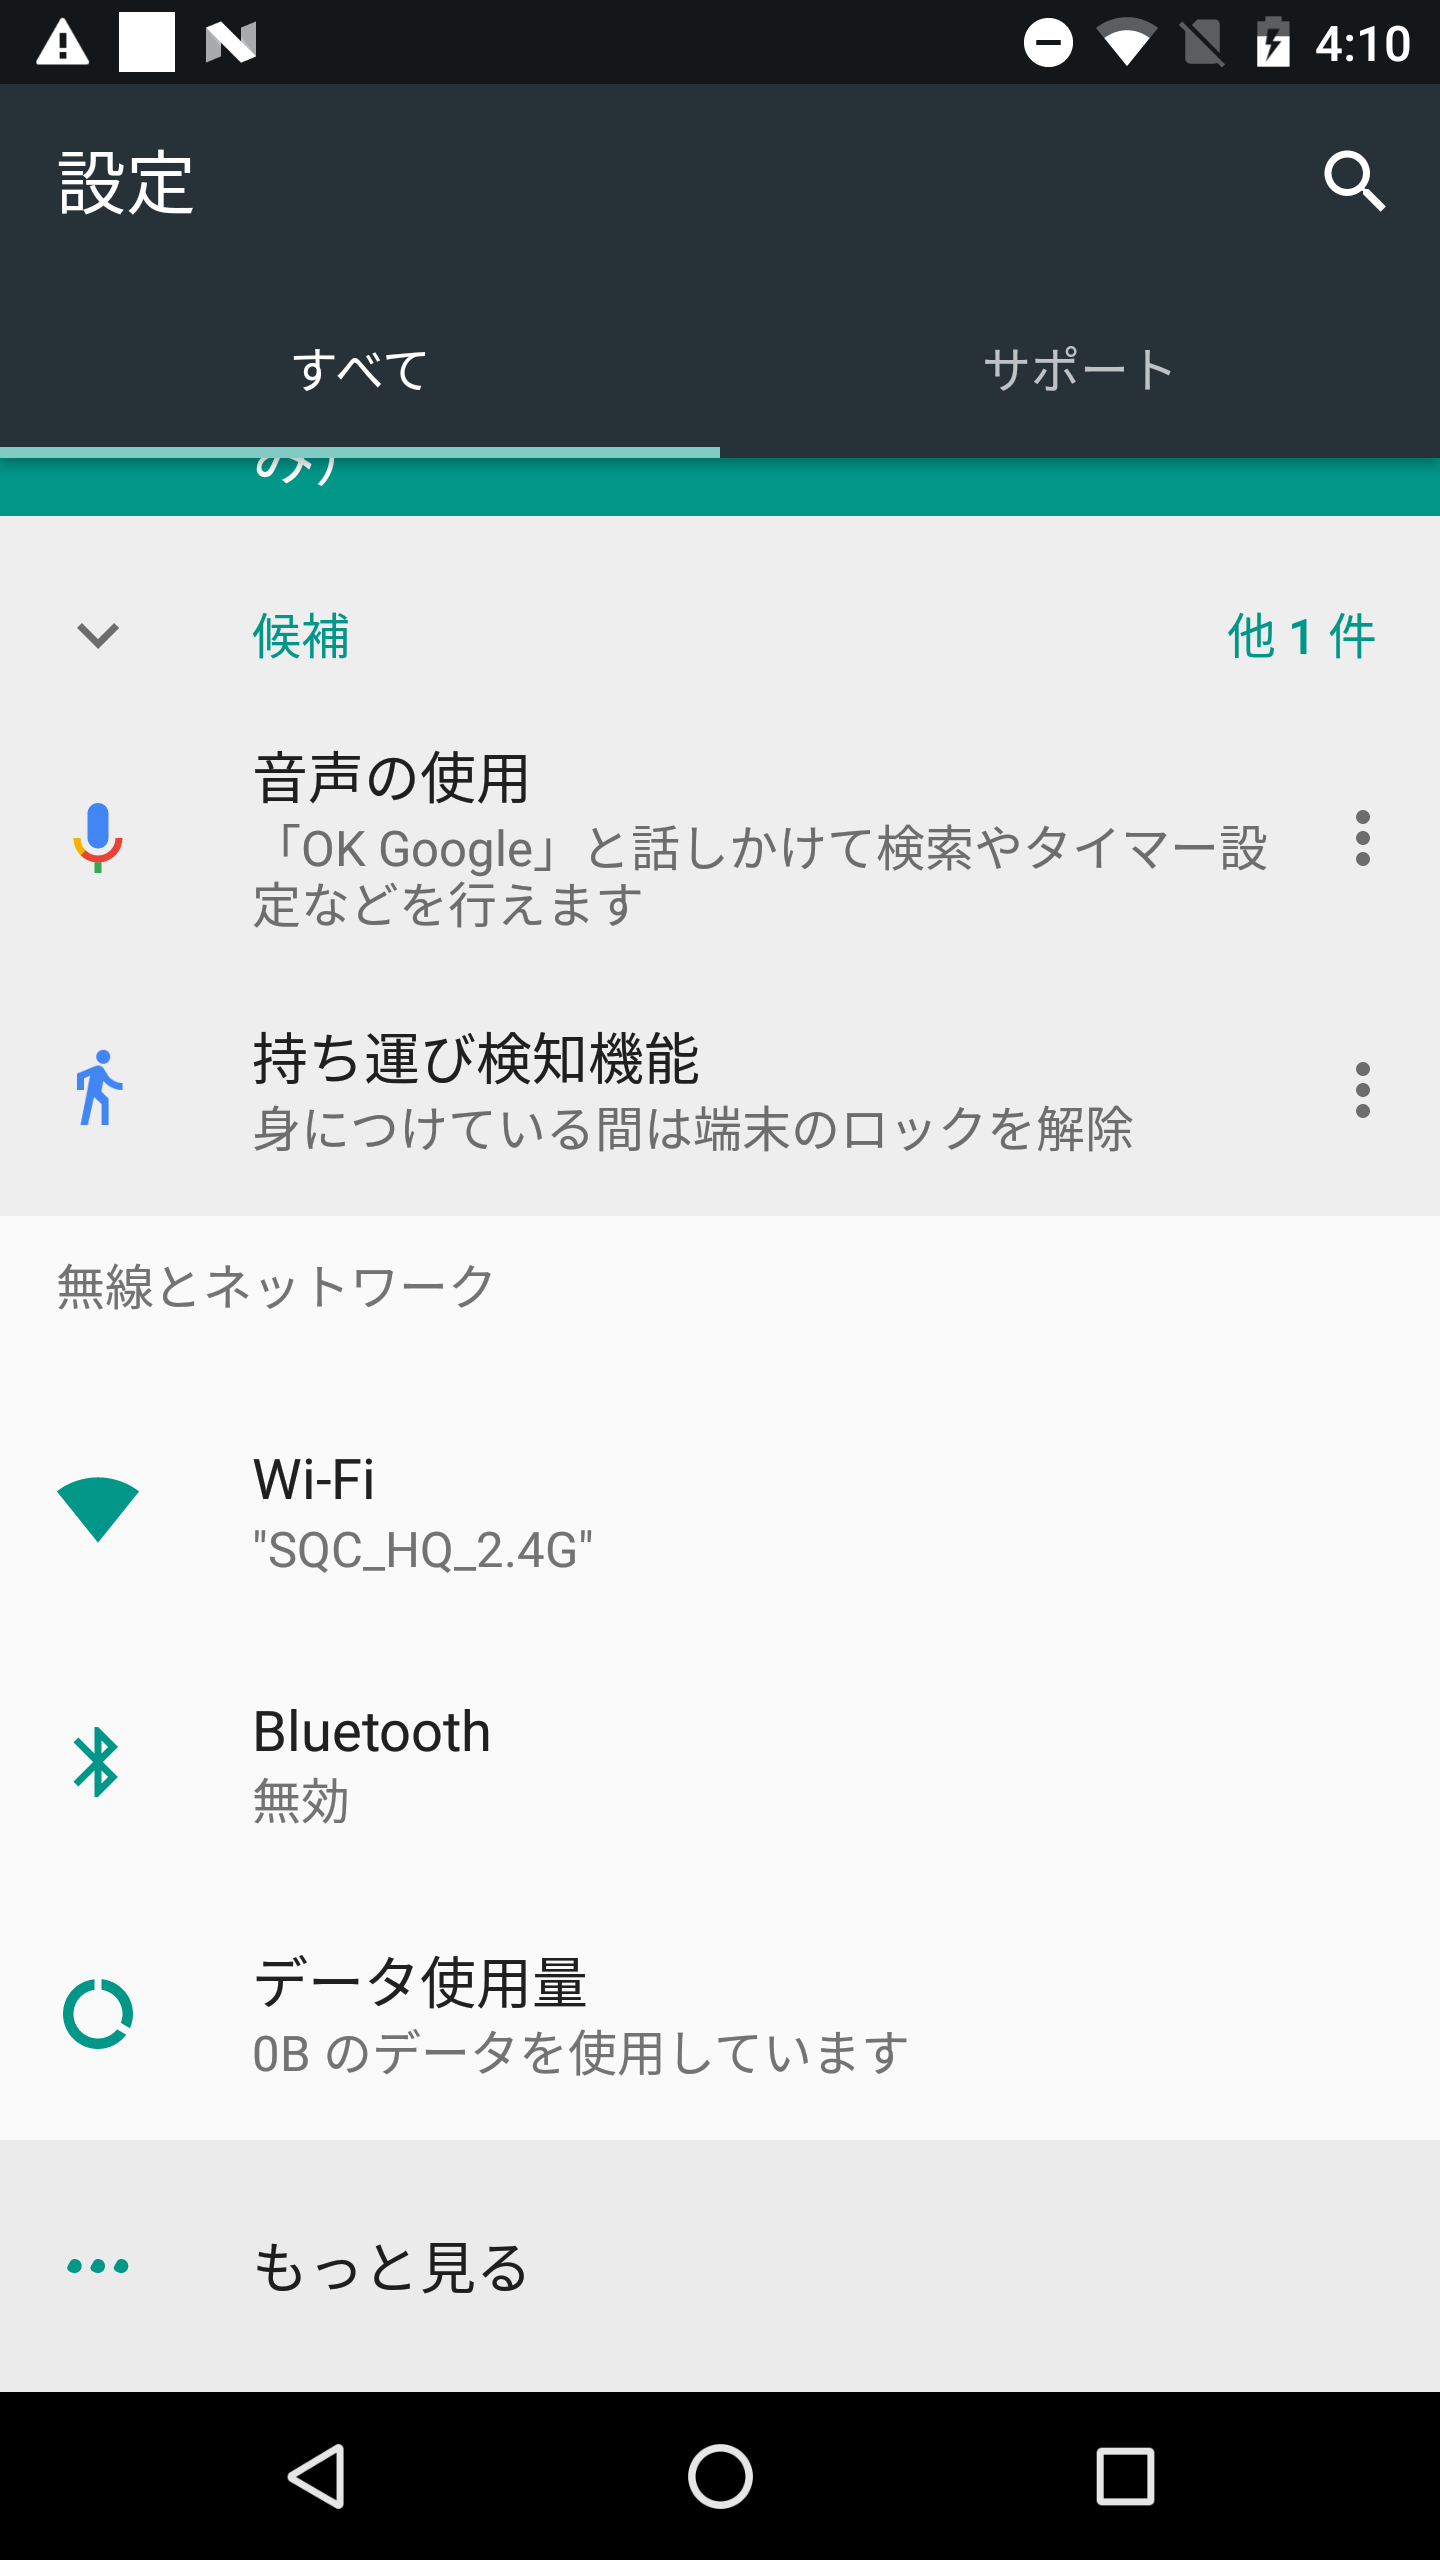 4:10
設定
すべて
サポート
み）
候補
他 1 件
音声の使用
「OK Google」と話しかけて検索やタイマー設
定などを行えます
持ち運び検知機能
身につけている間は端末のロックを解除
無線とネットワーク
Wi-Fi
"SQC_HQ_2.4G"
Bluetooth
無効
データ使用量
0B のデータを使用しています
もっと見る